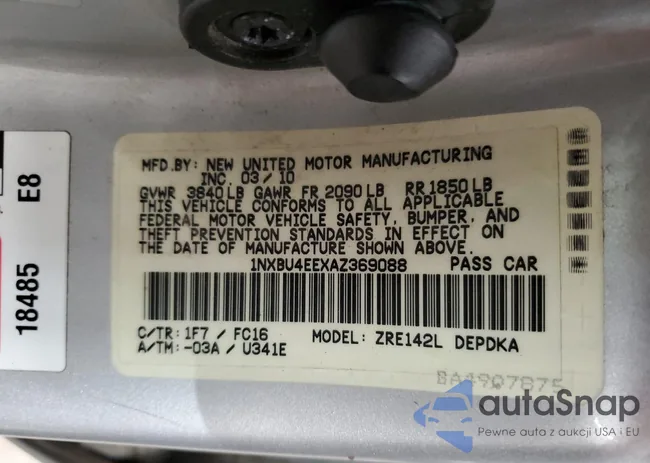 MFD.BY: NEW UNITED MOTOR MANUFACTURING
INC. 03/10
GVWR 3840LB GAWR FR 2090LB RR1850LB
THIS VEHICLE CONFORMS TO ALL APPLICABLE
FEDERAL MOTOR VEHICLE SAFETY, BUMPER, AND
THEFT PREVENTION STANDARDS IN EFFECT ON
THE DATE OF MANUFACTURE SHOWN ABOVE.
1NXBU4EEXAZ369088 PASS CAR
C/TR: 1F7 / FC16 MODEL: ZRE142L DEPDKA
A/TM: -03A / U341E
18485 E8
autoSnap
Pewne auta z aukcji USA i EU